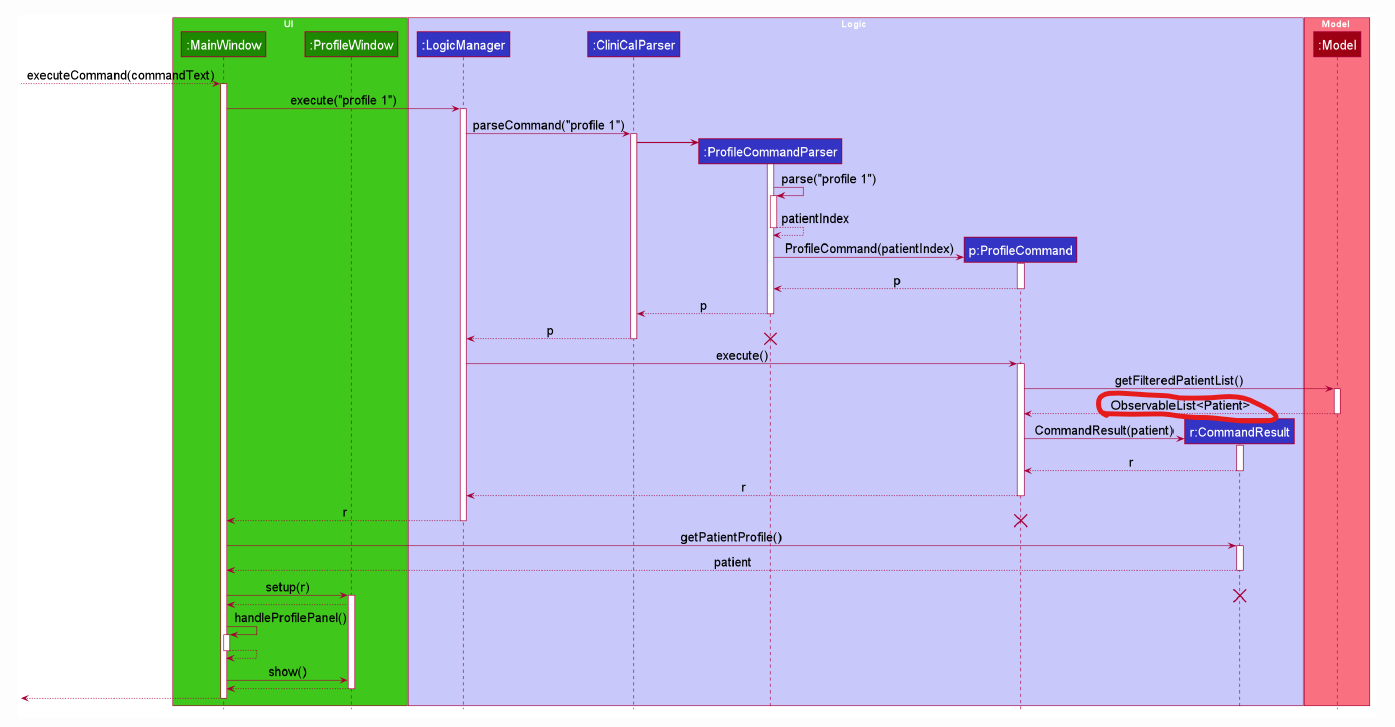 UI
Logic
Model
:MainWindow
:ProfileWindow
:LogicManager
:CliniCalParser
:Model
executeCommand(commandText)
execute("profile 1")
parseCommand("profile 1")
:ProfileCommandParser
parse("profile 1")
patientIndex
ProfileCommand(patientIndex)
p:ProfileCommand
p
p
p
execute()
getFilteredPatientList()
ObservableList<Patient>
CommandResult(patient)
r:CommandResult
r
r
r
getPatientProfile()
patient
setup(r)
handleProfilePanel()
show()